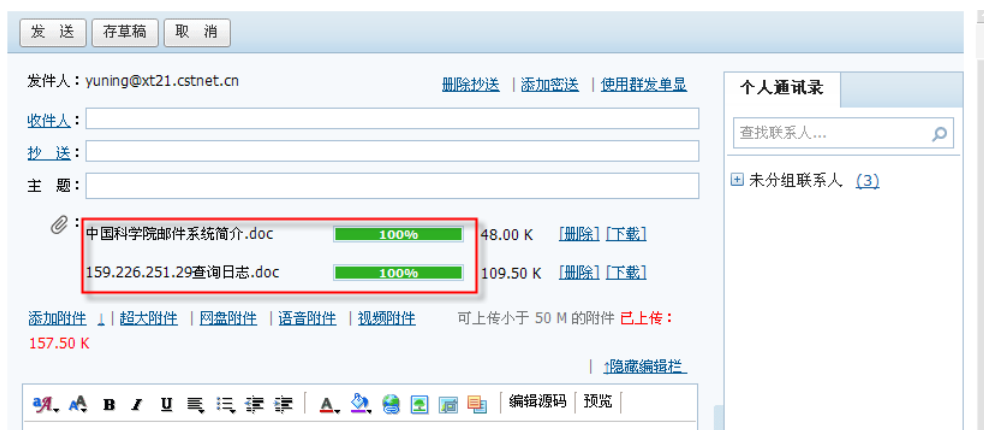 发 送 存草稿 取 消
发件人：yuning@xt21.cstnet.cn
删除抄送 | 添加密送 | 使用群发单显
收件人：
抄 送：
主 题：
：
中国科学院邮件系统简介.doc 100% 48.00 K [删除] [下载]
159.226.251.29查询日志.doc 100% 109.50 K [删除] [下载]
添加附件 ↓ | 超大附件 | 网盘附件 | 语音附件 | 视频附件 可上传小于 50 M 的附件 已上传：
157.50 K
| ↑隐藏编辑栏
B I U A 编辑源码 预览
个人通讯录
查找联系人...
未分组联系人 (3)